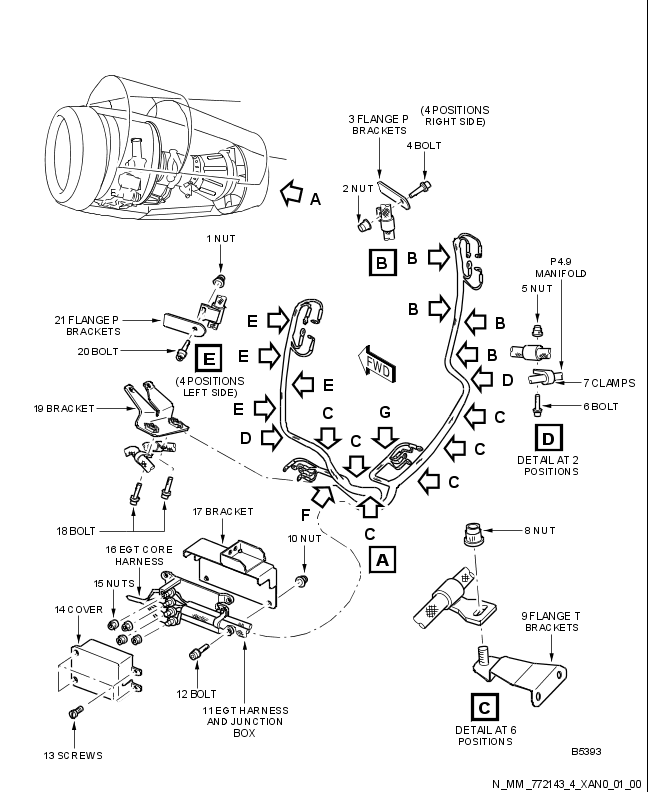 (4 POSITIONS
RIGHT SIDE)
3 FLANGE P
BRACKETS
4 BOLT
2 NUT
A
1 NUT
B
B
P4.9
MANIFOLD
5 NUT
21 FLANGE P
BRACKETS
E
B
B
20 BOLT
E
E
B
FWD
(4 POSITIONS
LEFT SIDE)
E
D
7 CLAMPS
19 BRACKET
E
C
G
C
6 BOLT
D
C
C
D
DETAIL AT 2
POSITIONS
C
F
17 BRACKET
18 BOLT
C
10 NUT
8 NUT
16 EGT CORE
HARNESS
A
15 NUTS
14 COVER
9 FLANGE T
BRACKETS
12 BOLT
11 EGT HARNESS
AND JUNCTION
BOX
C
DETAIL AT 6
POSITIONS
13 SCREWS
B5393
N_MM_772143_4_XAN0_01_00